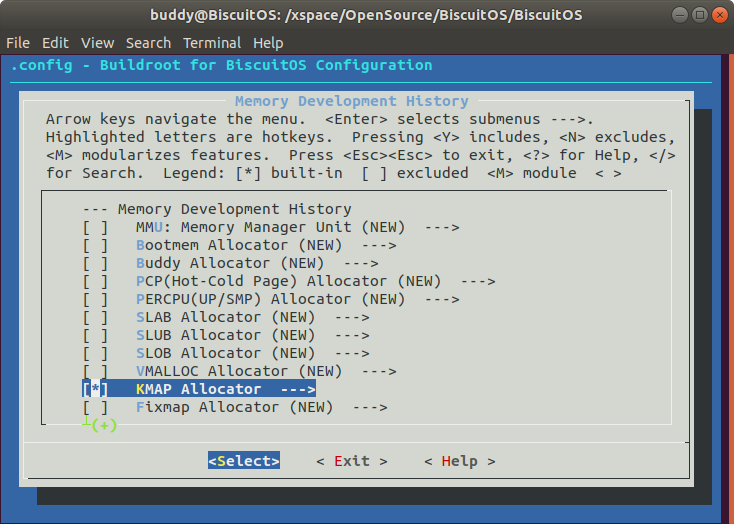 buddy@BiscuitOS: /xspace/OpenSource/BiscuitOS/BiscuitOS
File Edit View Search Terminal Help
.config - Buildroot for BiscuitOS Configuration
Memory Development History
Arrow keys navigate the menu. <Enter> selects submenus --->.
Highlighted letters are hotkeys. Pressing <Y> includes, <N> excludes,
<M> modularizes features. Press <Esc><Esc> to exit, <?> for Help, </>
for Search. Legend: [*] built-in [ ] excluded <M> module < >
--- Memory Development History
[ ] MMU: Memory Manager Unit (NEW) --->
[ ] Bootmem Allocator (NEW) --->
[ ] Buddy Allocator (NEW) --->
[ ] PCP(Hot-Cold Page) Allocator (NEW) --->
[ ] PERCPU(UP/SMP) Allocator (NEW) --->
[ ] SLAB Allocator (NEW) --->
[ ] SLUB Allocator (NEW) --->
[ ] SLOB Allocator (NEW) --->
[ ] VMALLOC Allocator (NEW) --->
[*] KMAP Allocator --->
[ ] Fixmap Allocator (NEW) --->
(+)
<Select> < Exit > < Help >